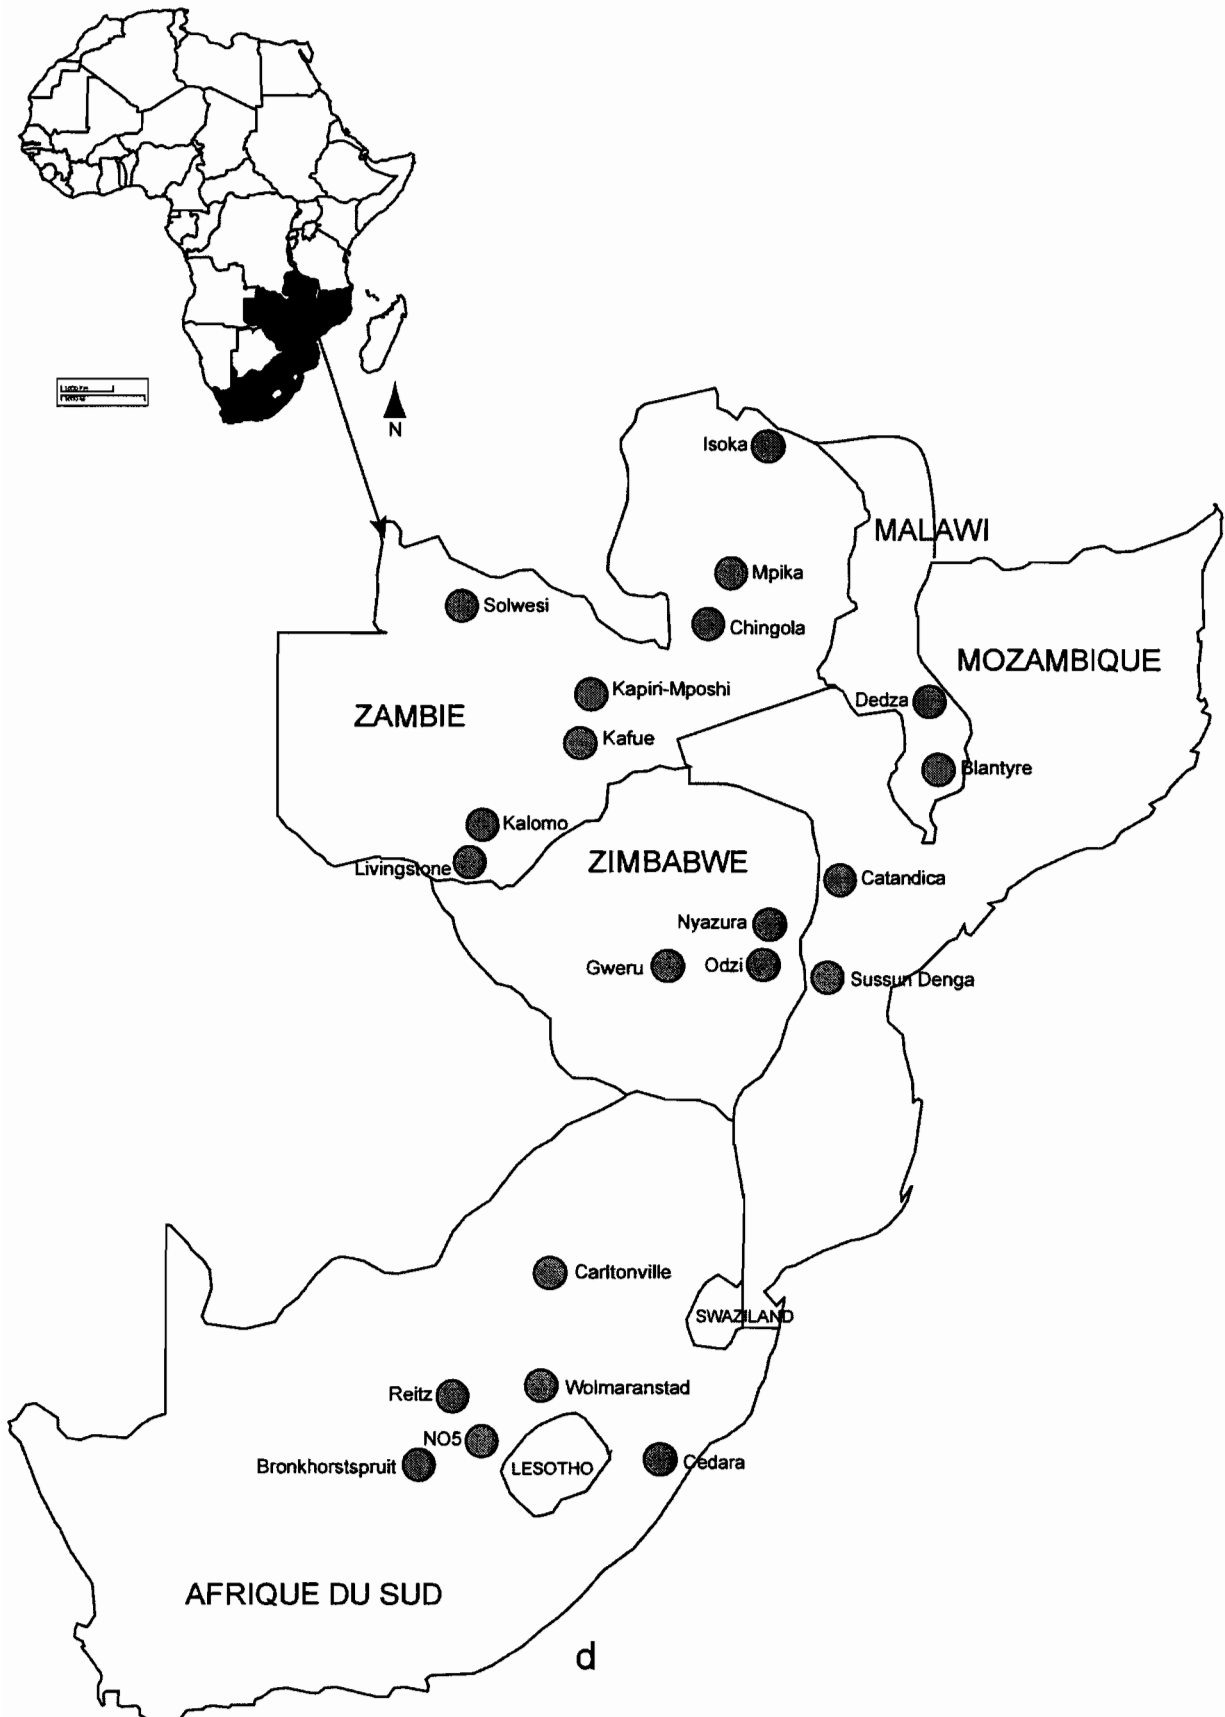 N
Isoka
MALAWI
Mpika
Solwesi
Chingola
MOZAMBIQUE
Kapiri-Mposhi
Dedza
ZAMBIE
Kafue
Blantyre
Kalomo
ZIMBABWE
Livingstone
Catandica
Nyazura
Gweru
Odzi
Sussun Denga
Carltonville
SWAZILAND
Reitz
Wolmaranstad
NO5
Bronkhorstspruit
LESOTHO
Cedara
AFRIQUE DU SUD
d